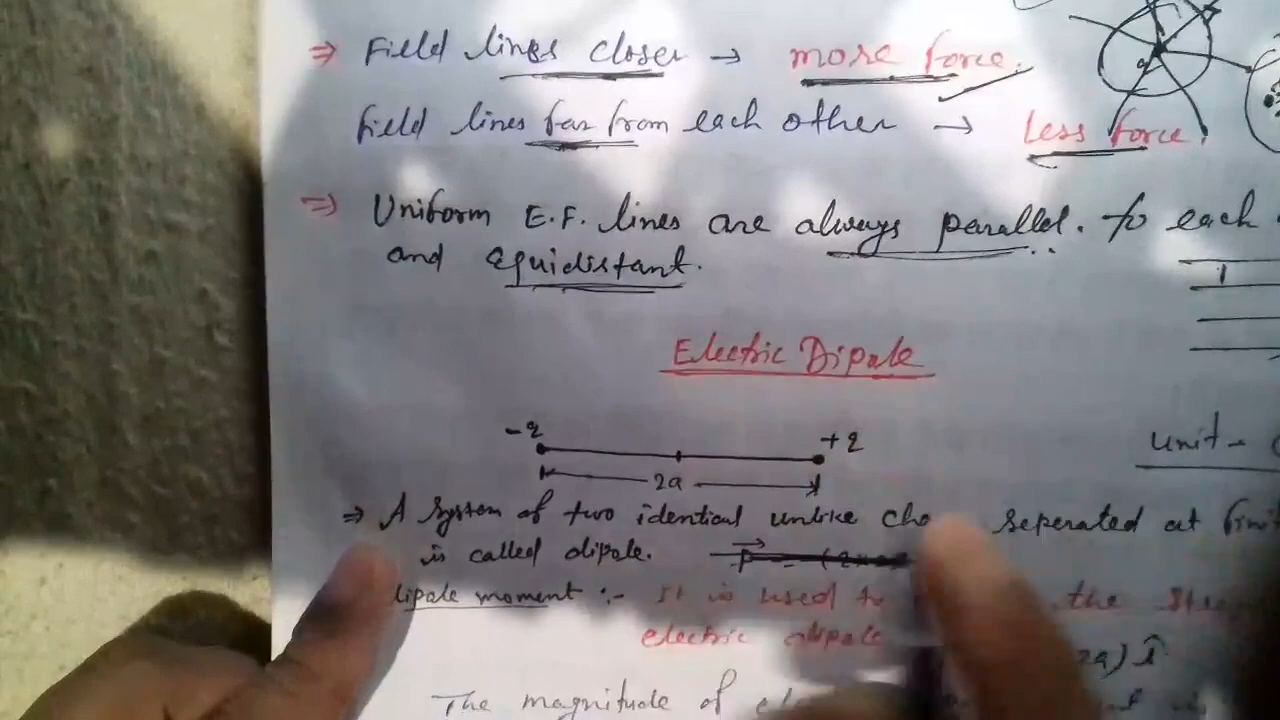 ⇒ Field lines closer → more force.
field lines far from each other → Less force.
⇒ Uniform E.F. lines are always parallel. to each
and equidistant.
Electric Dipole
-q +q
2a
unit -
⇒ A system of two identical unlike seperated at
is called dipole.
dipole moment :- It is used to the
electric dipole
2a) î
The magnitude of